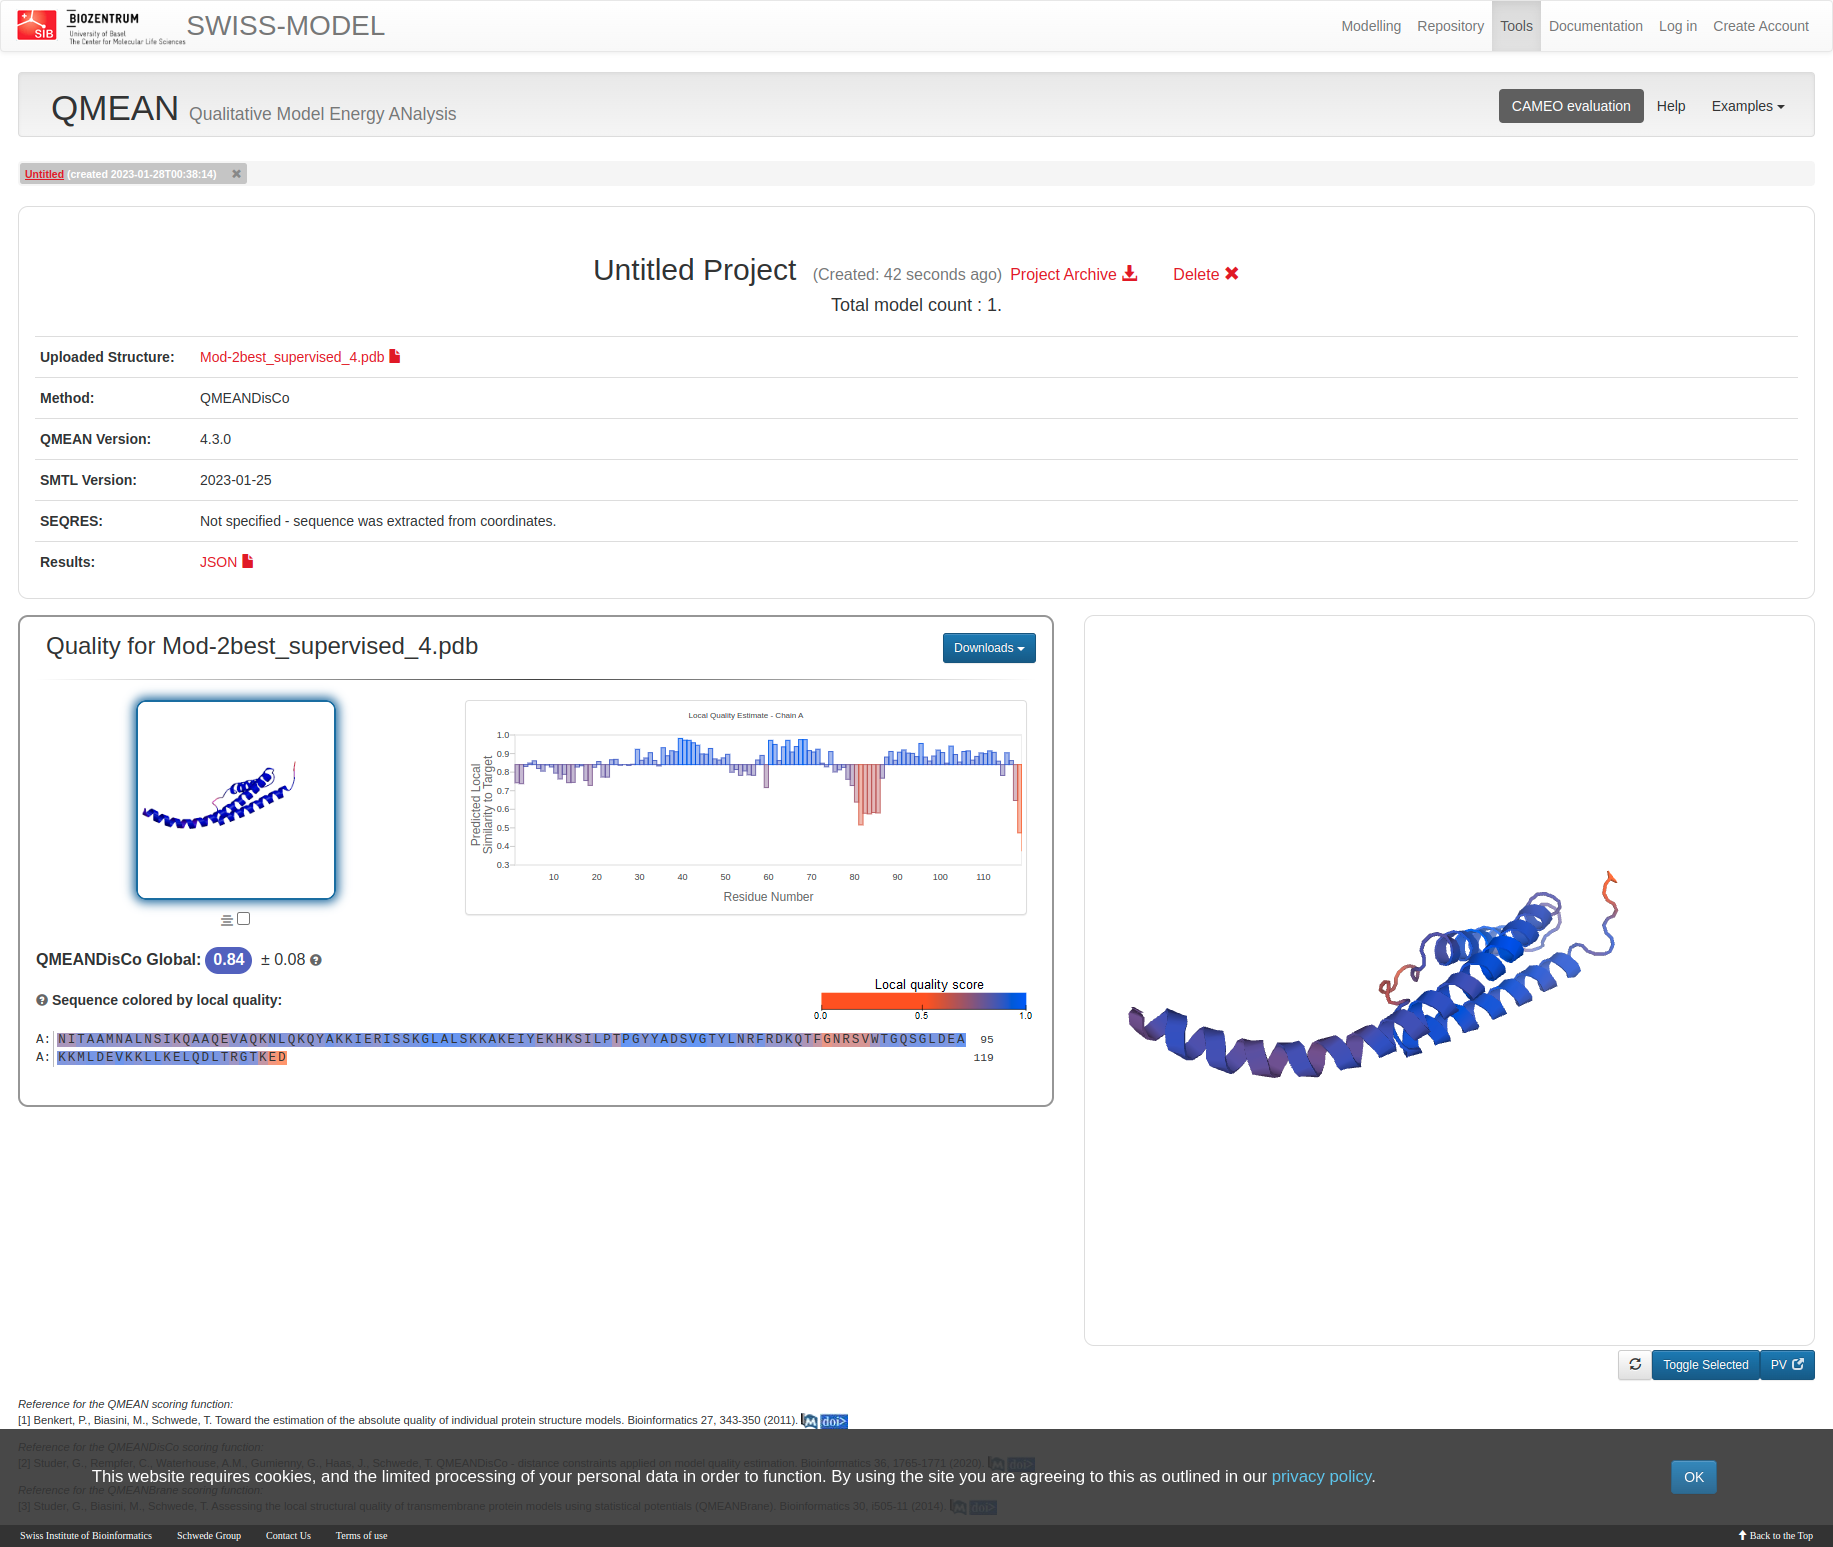 SIB
BIOZENTRUM
University of Basel
The Center for Molecular Life Sciences
SWISS-MODEL
Modelling Repository Tools Documentation Log in Create Account
QMEAN Qualitative Model Energy ANalysis
CAMEO evaluation Help Examples
Untitled (created 2023-01-28T00:38:14) ✖
Untitled Project (Created: 42 seconds ago) Project Archive Delete ✖
Total model count : 1.
Uploaded Structure: Mod-2best_supervised_4.pdb
Method: QMEANDisCo
QMEAN Version: 4.3.0
SMTL Version: 2023-01-25
SEQRES: Not specified - sequence was extracted from coordinates.
Results: JSON
Quality for Mod-2best_supervised_4.pdb
Downloads
Local Quality Estimate - Chain A
Predicted Local
Similarity to Target
1.0
0.9
0.8
0.7
0.6
0.5
0.4
0.3
10 20 30 40 50 60 70 80 90 100 110
Residue Number
QMEANDisCo Global: 0.84 ± 0.08
Sequence colored by local quality:
Local quality score
0.0 0.5 1.0
A: NITAAMNALNSIKQAAQEVAQKNLQKQYAKKIERISSKGLALSKKAKEIYEKHKSILPTPGYYADSVGTYLNRFRDKQTFGNRSVWTGQSGLDEA 95
A: KKMLDEVKKLLKELQDLTRGTKED 119
Toggle Selected PV
Reference for the QMEAN scoring function:
[1] Benkert, P., Biasini, M., Schwede, T. Toward the estimation of the absolute quality of individual protein structure models. Bioinformatics 27, 343-350 (2011). M doi>
Reference for the QMEANDisCo scoring function:
[2] Studer, G., Rempfer, C., Waterhouse, A.M., Gumienny, G., Haas, J., Schwede, T. QMEANDisCo - distance constraints applied on model quality estimation. Bioinformatics 36, 1765-1771 (2020). M doi>
This website requires cookies, and the limited processing of your personal data in order to function. By using the site you are agreeing to this as outlined in our privacy policy. OK
Reference for the QMEANBrane scoring function:
[3] Studer, G., Biasini, M., Schwede, T. Assessing the local structural quality of transmembrane protein models using statistical potentials (QMEANBrane). Bioinformatics 30, i505-11 (2014). M doi>
Swiss Institute of Bioinformatics Schwede Group Contact Us Terms of use Back to the Top